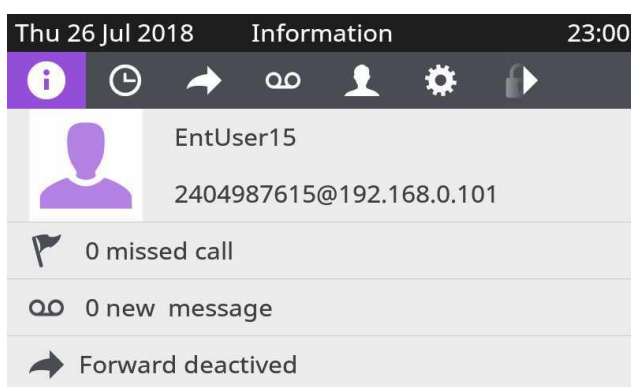 Thu 26 Jul 2018 Information 23:00
EntUser15
2404987615@192.168.0.101
0 missed call
0 new message
Forward deactived